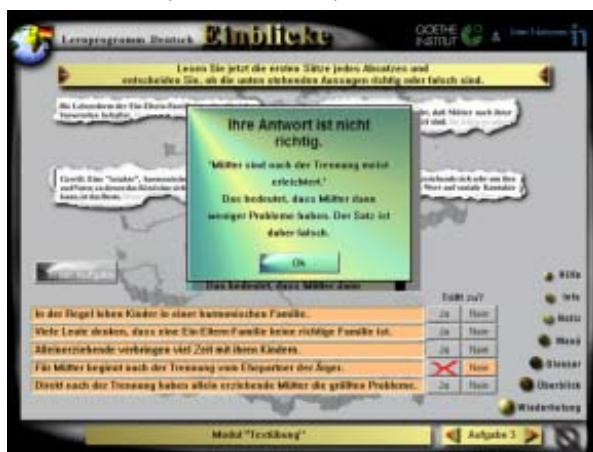 Lernprogramm Deutsch Einblicke
GOETHE
INSTITUT
Lesen Sie jetzt die ersten Sätze jedes Absatzes und
entscheiden Sie, ob die unten stehenden Aussagen richtig oder falsch sind.
Ihre Antwort ist nicht
richtig.
"Mütter sind nach der Trennung meist
erleichtert."
Das bedeutet, dass Mütter dann
weniger Probleme haben. Der Satz ist
daher falsch.
Ok
Das bedeutet, dass Mütter dann
Trifft zu?
In der Regel leben Kinder in einer harmonischen Familie. Ja Nein
Viele Leute denken, dass eine Ein-Eltern-Familie keine richtige Familie ist. Ja Nein
Alleinerziehende verbringen viel Zeit mit ihren Kindern. Ja Nein
Für Mütter beginnt nach der Trennung vom Ehepartner der Ärger. Nein
Direkt nach der Trennung haben allein erziehende Mütter die größten Probleme. Ja Nein
Hilfe
Info
Notiz
Menü
Glossar
Überblick
Wiederholung
Modul "Textübung"
Aufgabe 3